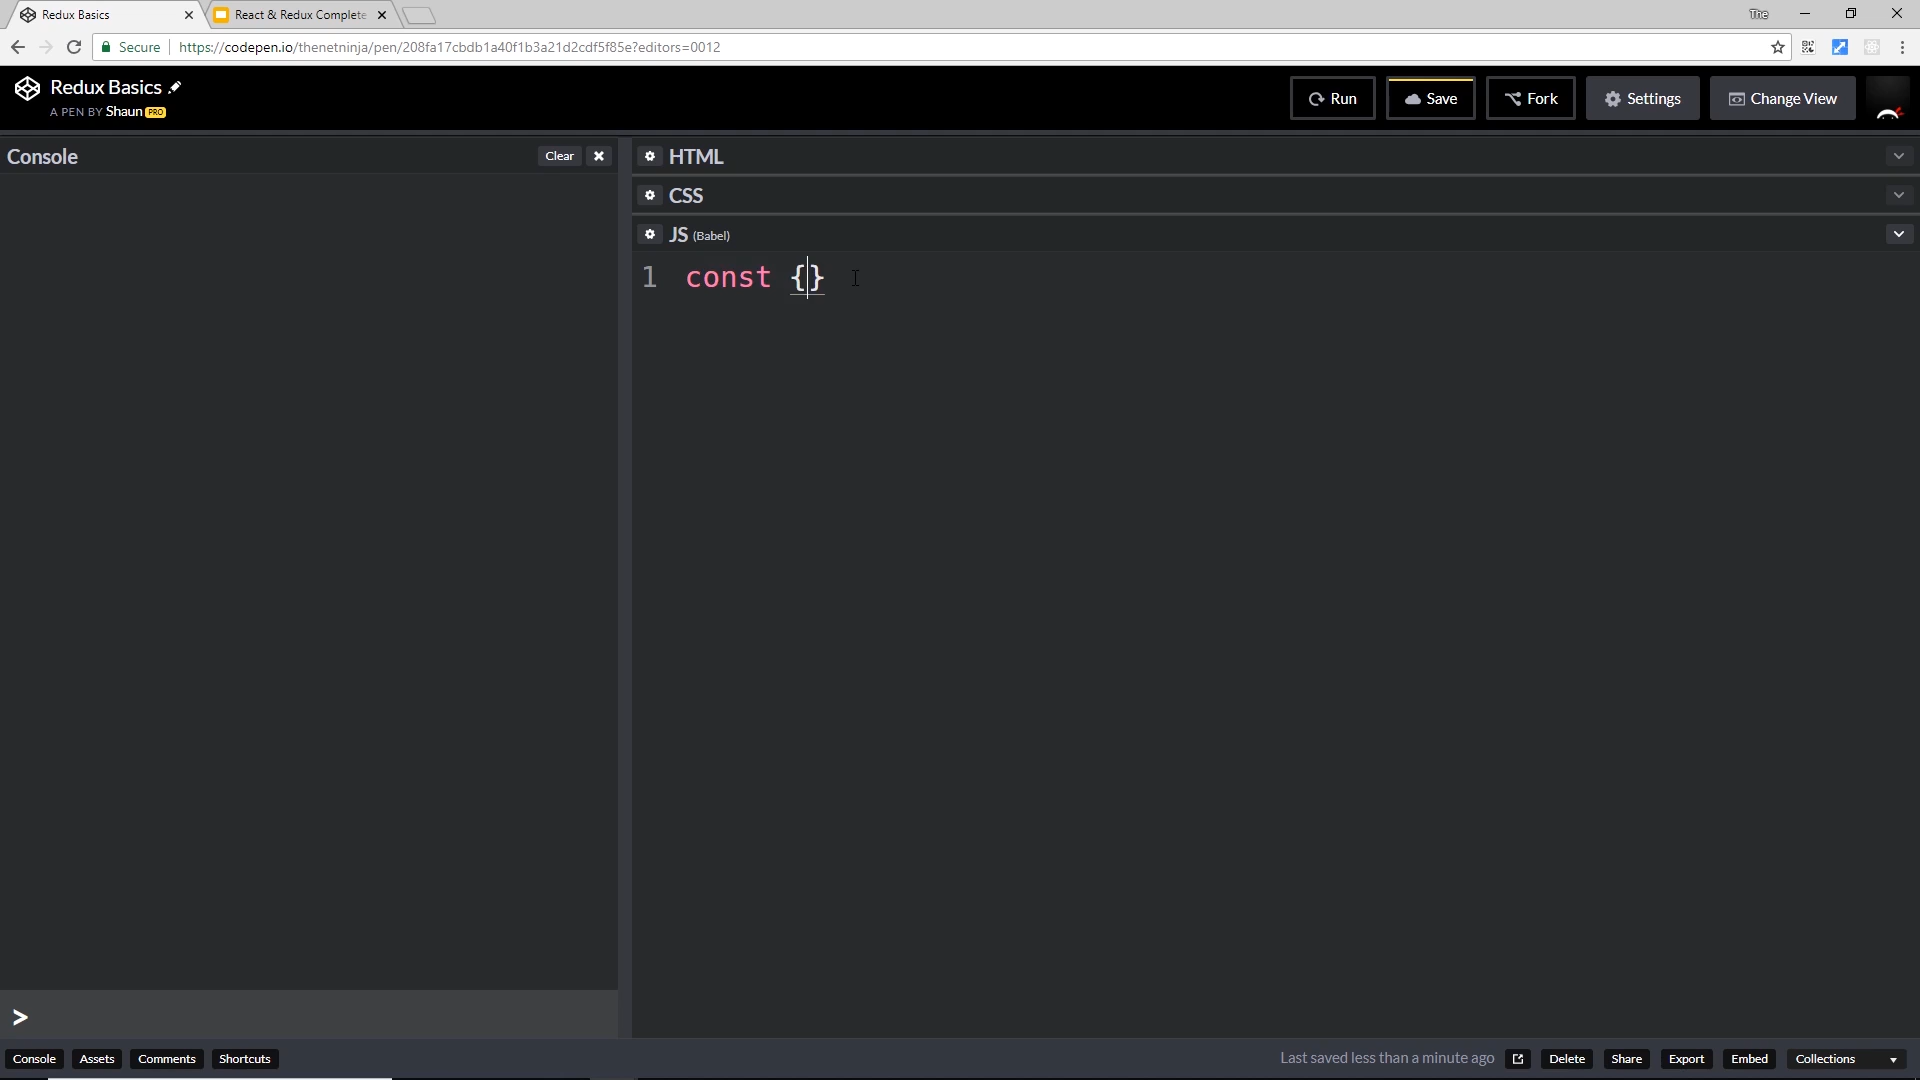 Redux Basics
React & Redux Complete
The
Secure
https://codepen.io/thenetninja/pen/208fa17cbdb1a40f1b3a21d2cdf5f85e?editors=0012
Redux Basics
A PEN BY Shaun PRO
Run
Save
Fork
Settings
Change View
Console
Clear
HTML
CSS
JS (Babel)
1 const {}
>
Console
Assets
Comments
Shortcuts
Last saved less than a minute ago
Delete
Share
Export
Embed
Collections